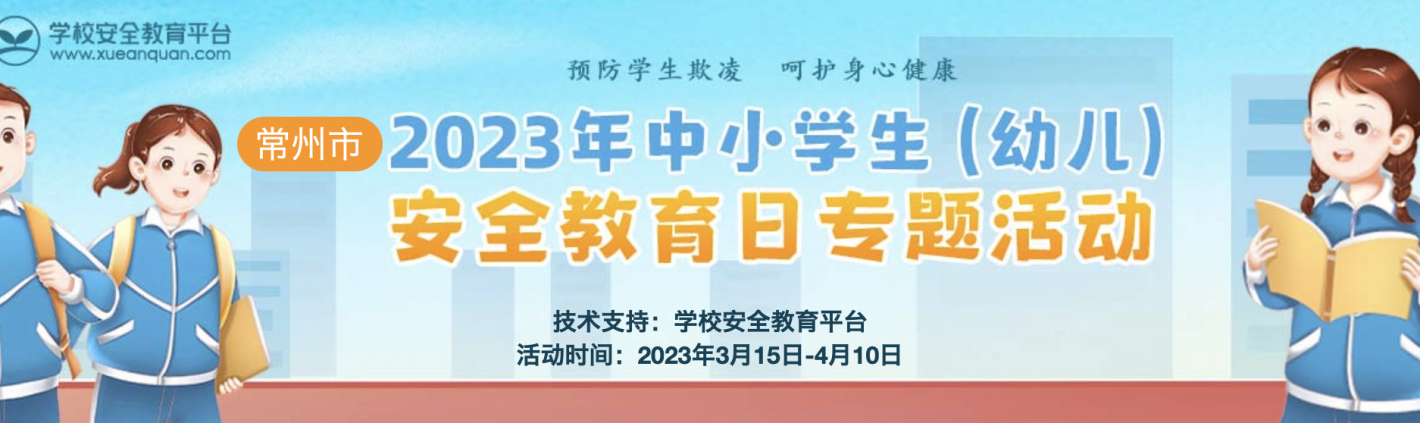 学校安全教育平台
www.xueanquan.com
预防学生欺凌 呵护身心健康
常州市
2023年中小学生(幼儿)
安全教育日专题活动
技术支持：学校安全教育平台
活动时间：2023年3月15日-4月10日